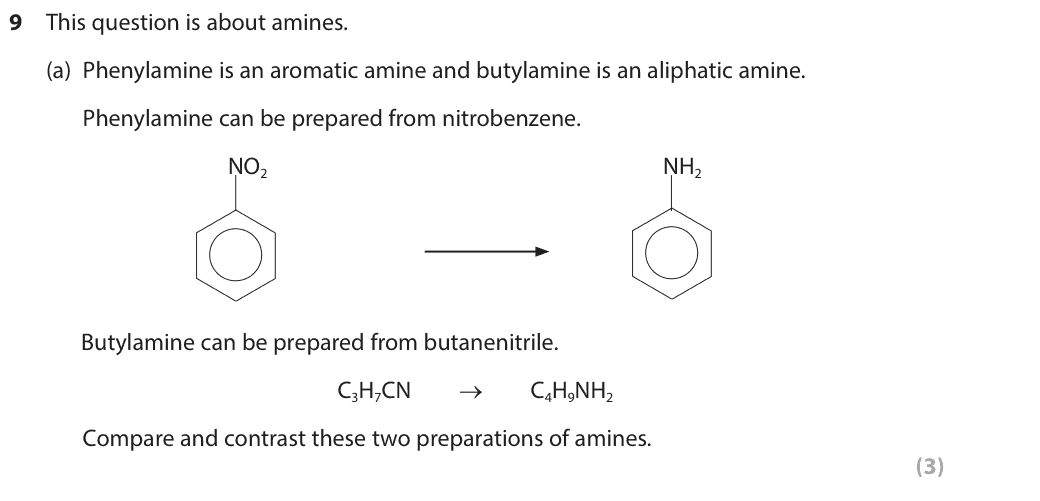 9 This question is about amines.
(a) Phenylamine is an aromatic amine and butylamine is an aliphatic amine.
Phenylamine can be prepared from nitrobenzene.
NO₂ NH₂
Butylamine can be prepared from butanenitrile.
C₃H₇CN → C₄H₉NH₂
Compare and contrast these two preparations of amines.
(3)